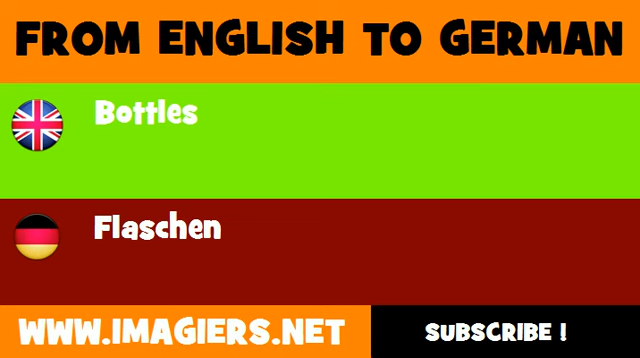 FROM ENGLISH TO GERMAN
Bottles
Flaschen
WWW.IMAGIERS.NET
SUBSCRIBE !